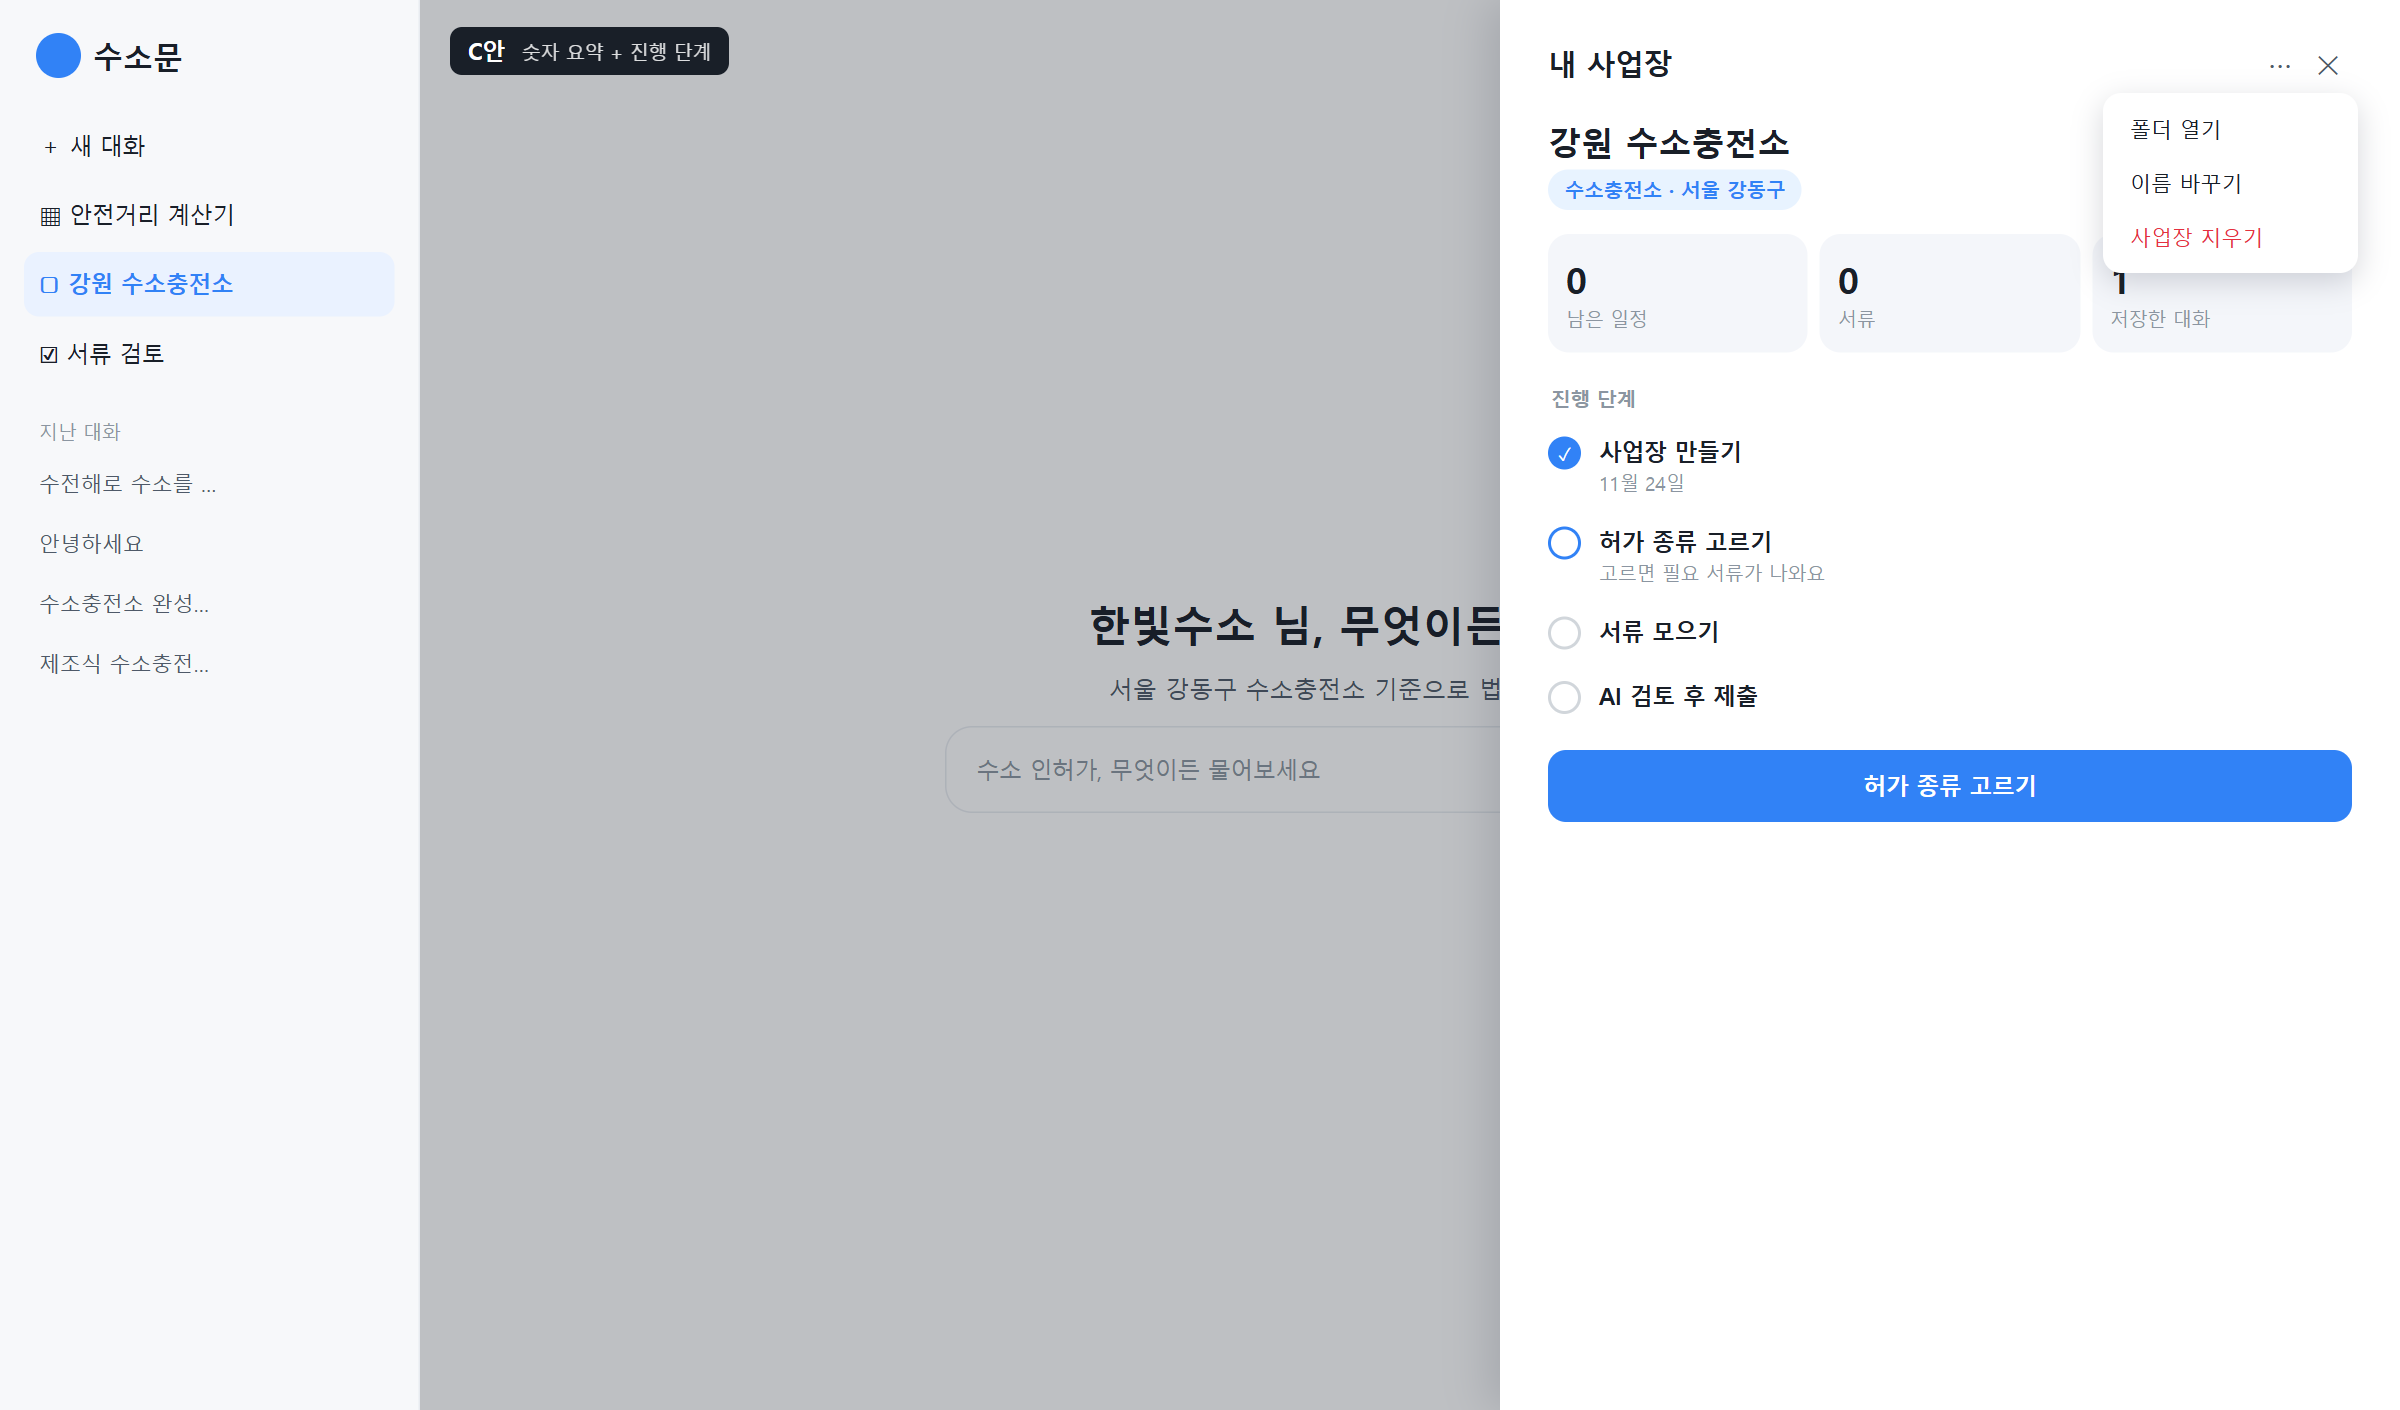 수소문
+ 새 대화
안전거리 계산기
강원 수소충전소
서류 검토
지난 대화
수전해로 수소를 ...
안녕하세요
수소충전소 완성...
제조식 수소충전...
C안 숫자 요약 + 진행 단계
한빛수소 님, 무엇이든
서울 강동구 수소충전소 기준으로 법
수소 인허가, 무엇이든 물어보세요
내 사업장
폴더 열기
이름 바꾸기
사업장 지우기
강원 수소충전소
수소충전소 · 서울 강동구
0
남은 일정
0
서류
1
저장한 대화
진행 단계
사업장 만들기
11월 24일
허가 종류 고르기
고르면 필요 서류가 나와요
서류 모으기
AI 검토 후 제출
허가 종류 고르기